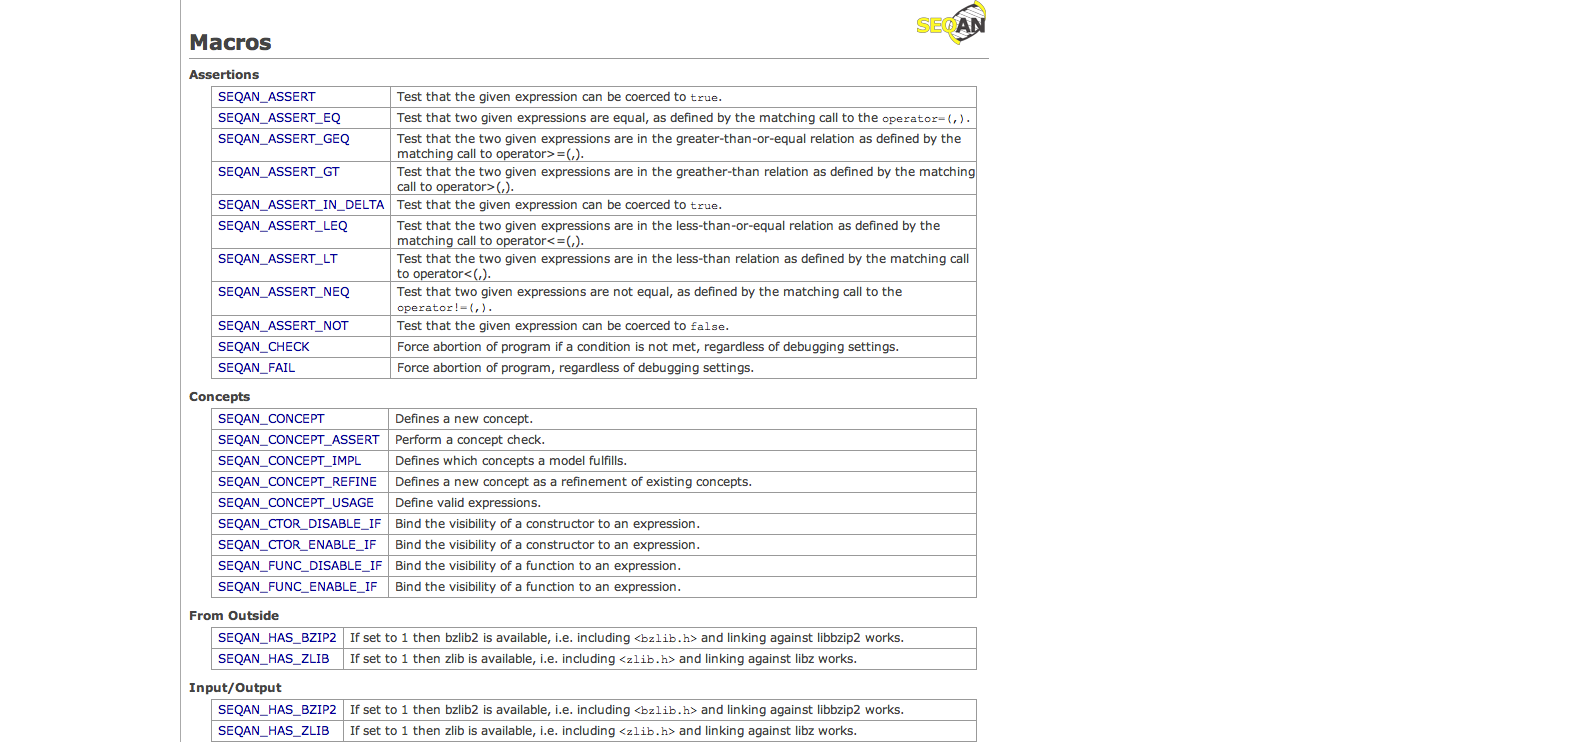 SEQAN
Macros
Assertions
SEQAN_ASSERT Test that the given expression can be coerced to true.
SEQAN_ASSERT_EQ Test that two given expressions are equal, as defined by the matching call to the operator=(,).
SEQAN_ASSERT_GEQ Test that the two given expressions are in the greater-than-or-equal relation as defined by the
matching call to operator>=(,).
SEQAN_ASSERT_GT Test that the two given expressions are in the greather-than relation as defined by the matching
call to operator>(,).
SEQAN_ASSERT_IN_DELTA Test that the given expression can be coerced to true.
SEQAN_ASSERT_LEQ Test that the two given expressions are in the less-than-or-equal relation as defined by the
matching call to operator<=(,).
SEQAN_ASSERT_LT Test that the two given expressions are in the less-than relation as defined by the matching call
to operator<(,).
SEQAN_ASSERT_NEQ Test that two given expressions are not equal, as defined by the matching call to the
operator!=(,).
SEQAN_ASSERT_NOT Test that the given expression can be coerced to false.
SEQAN_CHECK Force abortion of program if a condition is not met, regardless of debugging settings.
SEQAN_FAIL Force abortion of program, regardless of debugging settings.
Concepts
SEQAN_CONCEPT Defines a new concept.
SEQAN_CONCEPT_ASSERT Perform a concept check.
SEQAN_CONCEPT_IMPL Defines which concepts a model fulfills.
SEQAN_CONCEPT_REFINE Defines a new concept as a refinement of existing concepts.
SEQAN_CONCEPT_USAGE Define valid expressions.
SEQAN_CTOR_DISABLE_IF Bind the visibility of a constructor to an expression.
SEQAN_CTOR_ENABLE_IF Bind the visibility of a constructor to an expression.
SEQAN_FUNC_DISABLE_IF Bind the visibility of a function to an expression.
SEQAN_FUNC_ENABLE_IF Bind the visibility of a function to an expression.
From Outside
SEQAN_HAS_BZIP2 If set to 1 then bzlib2 is available, i.e. including <bzlib.h> and linking against libbzip2 works.
SEQAN_HAS_ZLIB If set to 1 then zlib is available, i.e. including <zlib.h> and linking against libz works.
Input/Output
SEQAN_HAS_BZIP2 If set to 1 then bzlib2 is available, i.e. including <bzlib.h> and linking against libbzip2 works.
SEQAN_HAS_ZLIB If set to 1 then zlib is available, i.e. including <zlib.h> and linking against libz works.